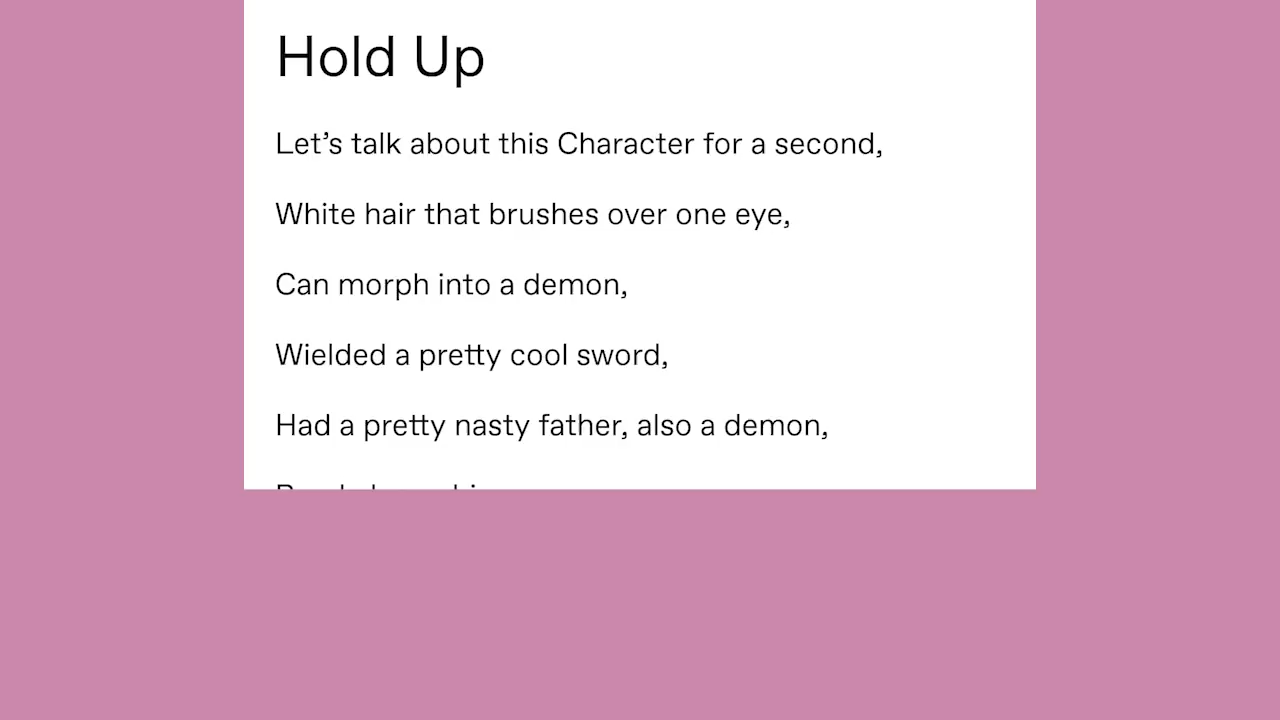 Hold Up
Let’s talk about this Character for a second,
White hair that brushes over one eye,
Can morph into a demon,
Wielded a pretty cool sword,
Had a pretty nasty father, also a demon,